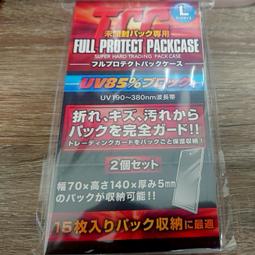 TCG
L
未開封パック専用
FULL PROTECT PACKCASE
SUPER HARD TRADING PACK CASE
フルプロテクトパックケース
UV85%ブロック
UV190～380nm波長帯
折れ、キズ、汚れから
パックを完全ガード!!
トレーディングカードをパックごと保護収納!
2個セット
幅70×高さ140×厚み5mm
のパックが収納可能!!
15枚入りパック収納に最適